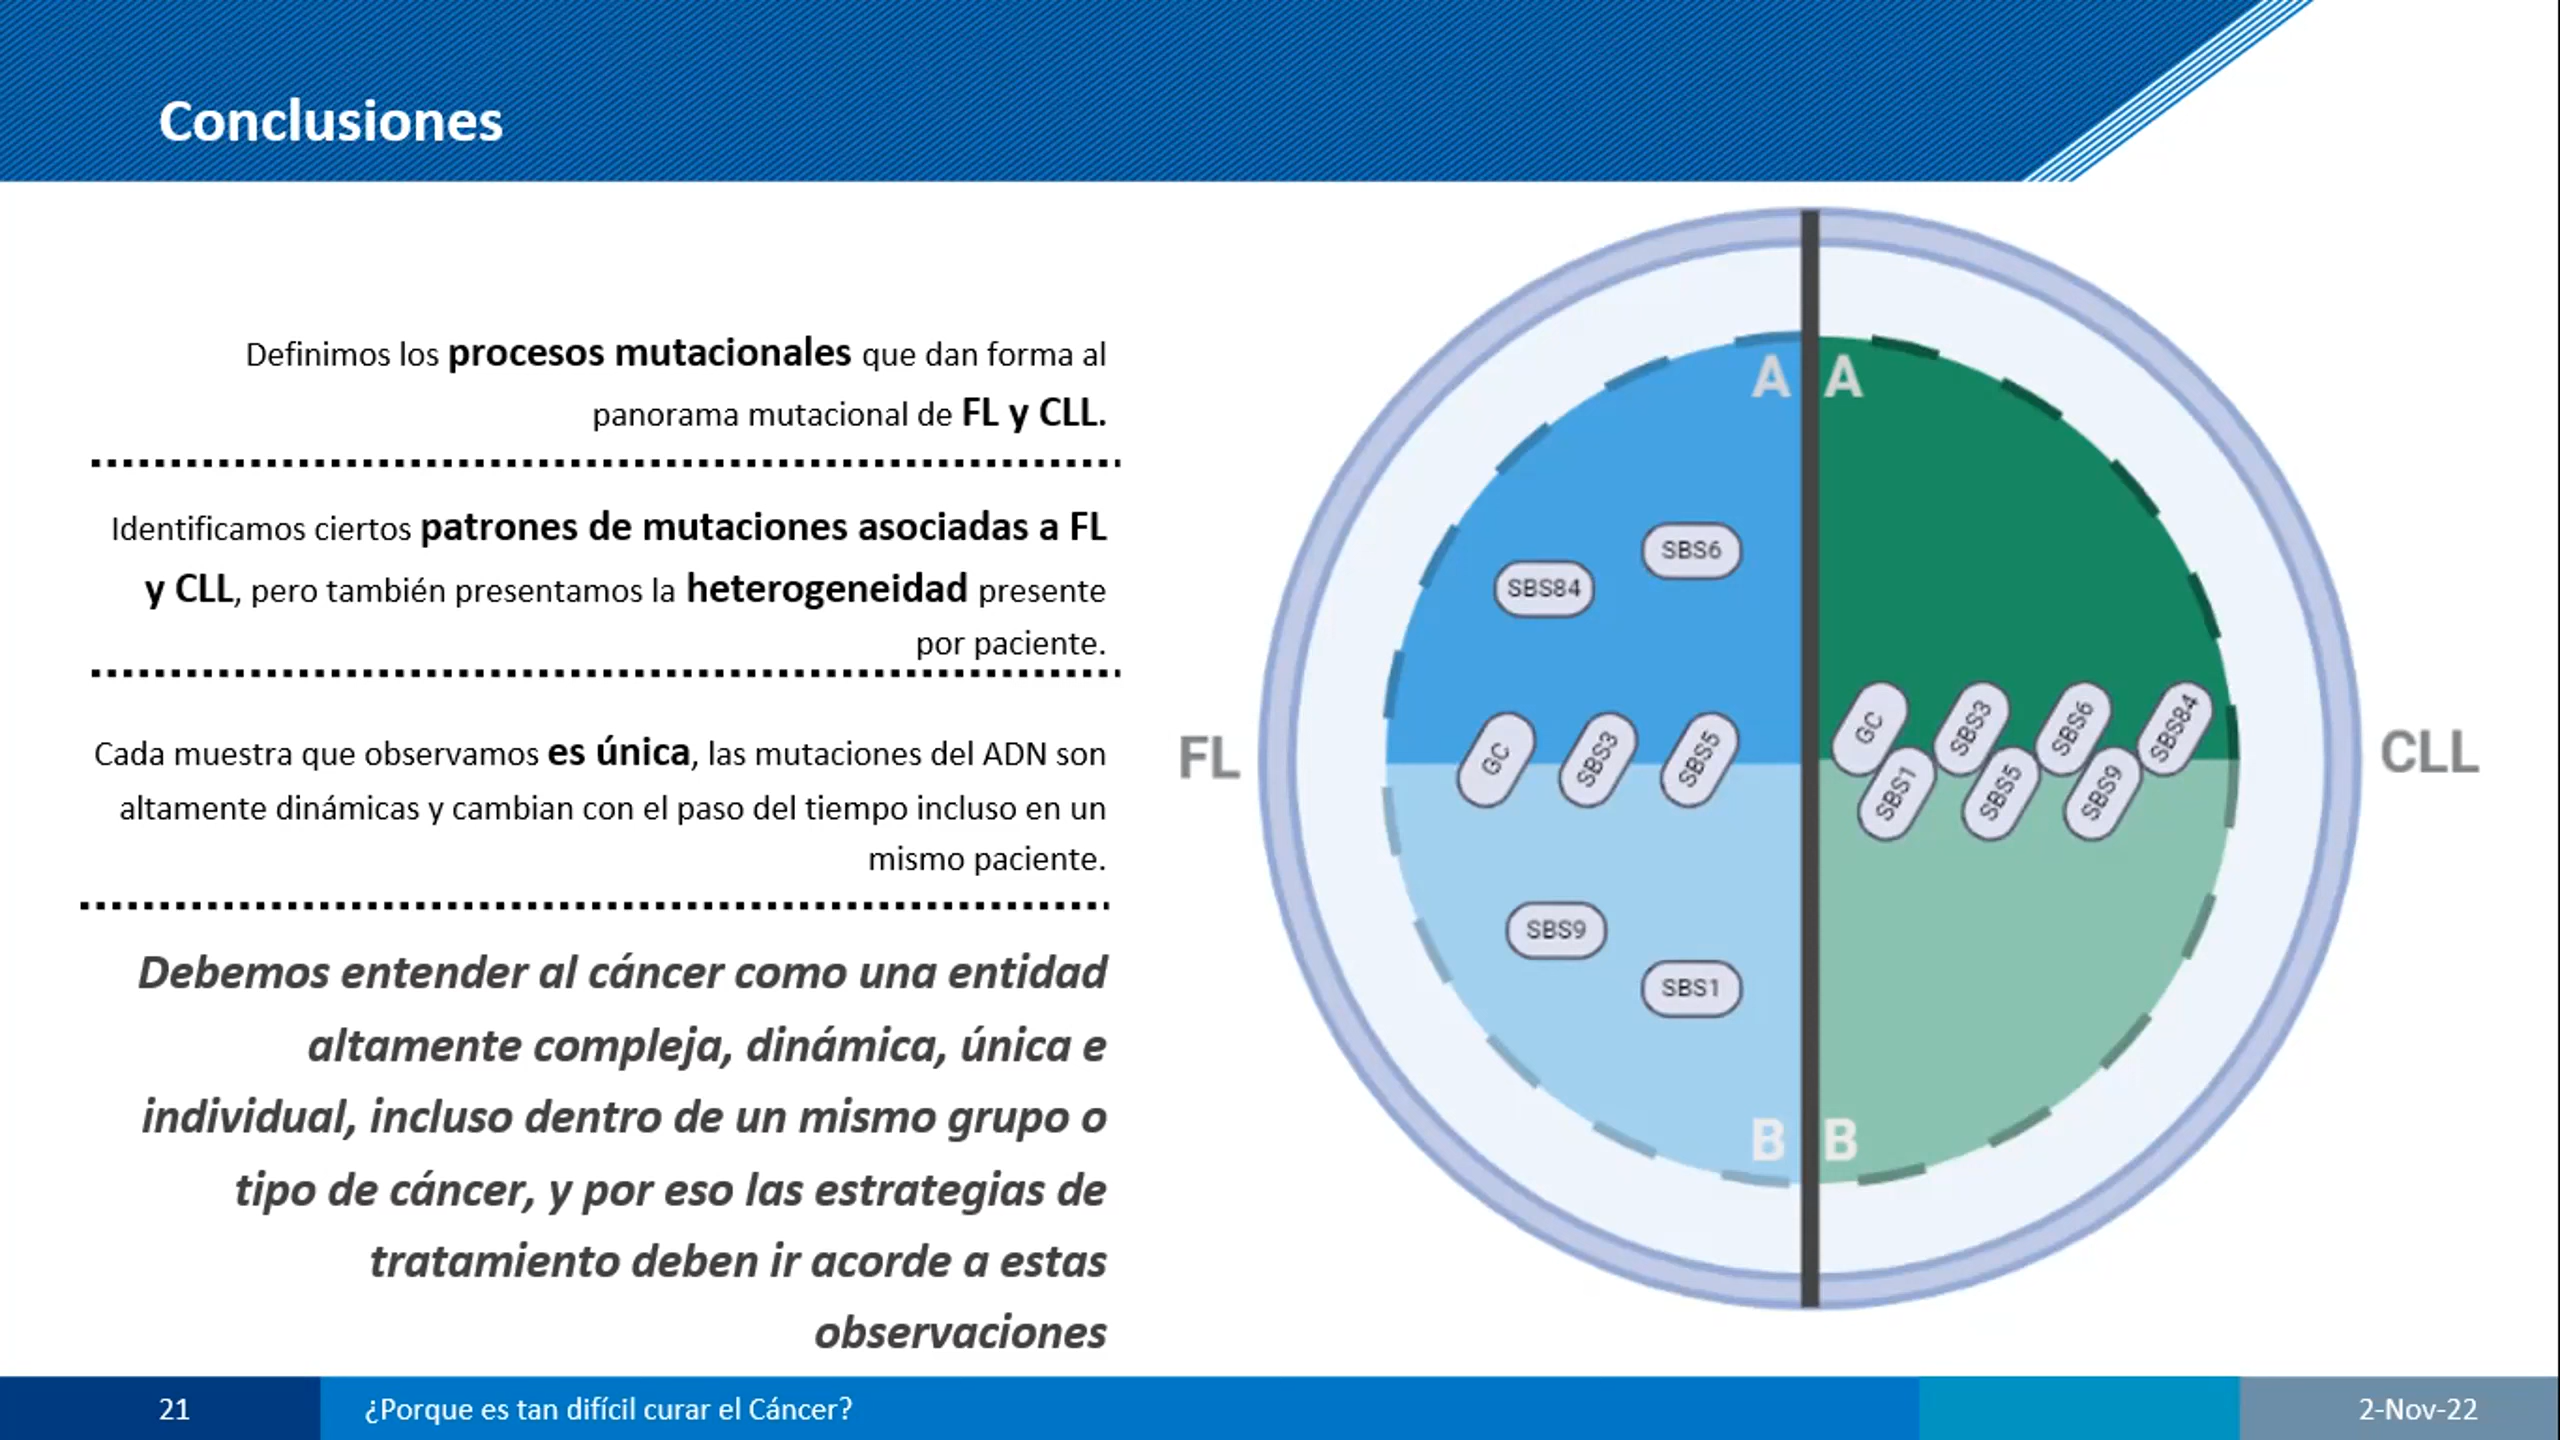 Conclusiones
Definimos los procesos mutacionales que dan forma al
panorama mutacional de FL y CLL.
Identificamos ciertos patrones de mutaciones asociadas a FL
y CLL, pero también presentamos la heterogeneidad presente
por paciente.
Cada muestra que observamos es única, las mutaciones del ADN son
altamente dinámicas y cambian con el paso del tiempo incluso en un
mismo paciente.
Debemos entender al cáncer como una entidad
altamente compleja, dinámica, única e
individual, incluso dentro de un mismo grupo o
tipo de cáncer, y por eso las estrategias de
tratamiento deben ir acorde a estas
observaciones
FL
A
SBS6
SBS84
GC
SBS3
SBS5
SBS9
SBS1
B
A
GC
SBS3
SBS6
SBS84
SBS1
SBS5
SBS9
B
CLL
21
¿Porque es tan difícil curar el Cáncer?
2-Nov-22